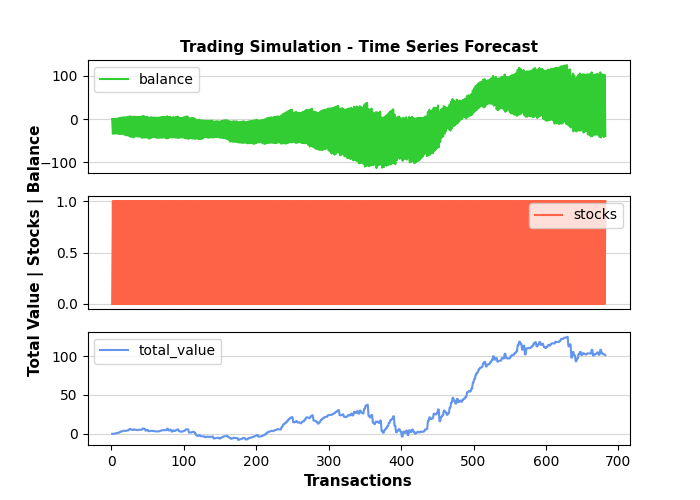 Trading Simulation - Time Series Forecast
Total Value | Stocks | Balance
100
0
−100
balance
1.0
0.5
0.0
stocks
100
50
0
total_value
0 100 200 300 400 500 600 700
Transactions